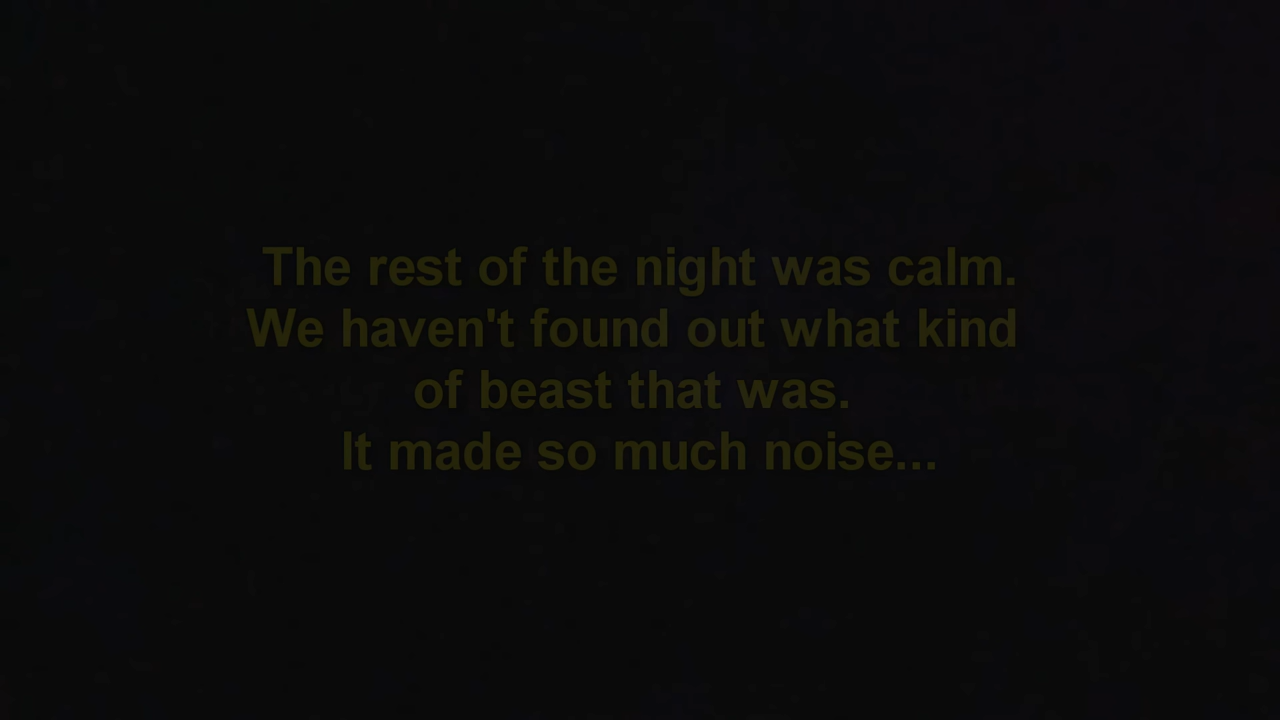 The rest of the night was calm.
We haven't found out what kind
of beast that was.
It made so much noise...